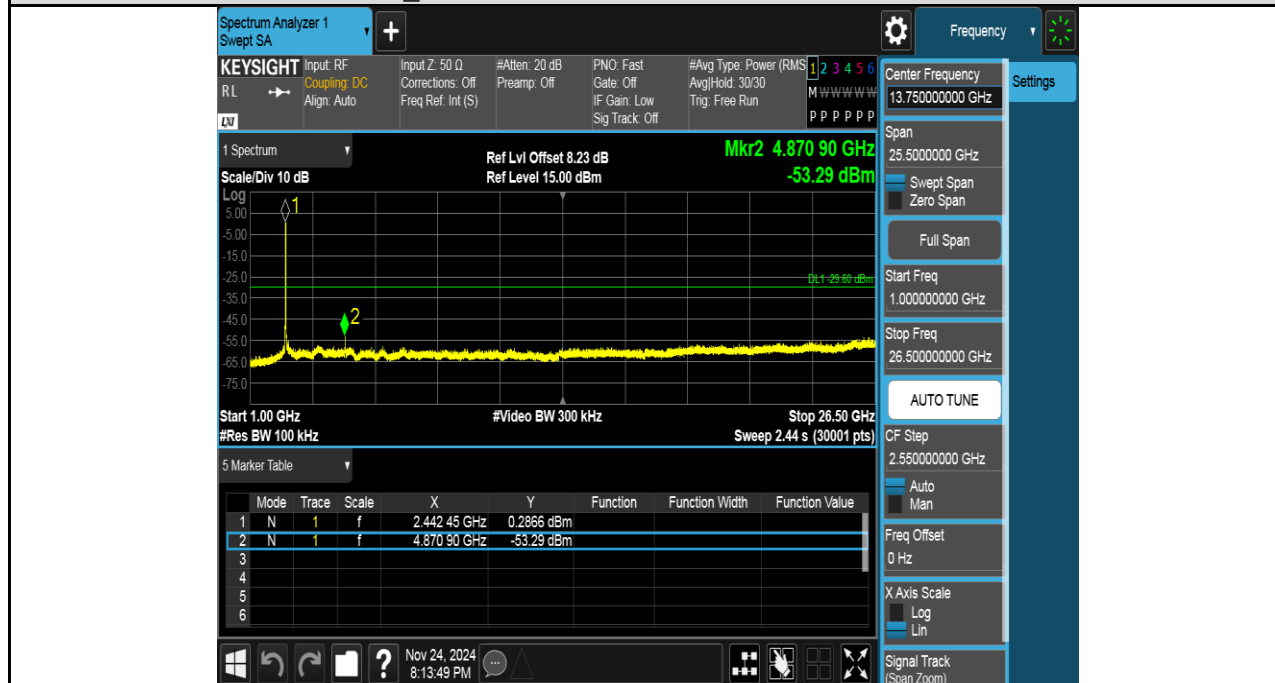 Spectrum Analyzer 1
Swept SA
+
Frequency
KEYSIGHT
RL
LXI
Input: RF
Coupling: DC
Align: Auto
Input Z: 50 Ω
Corrections: Off
Freq Ref: Int (S)
#Atten: 20 dB
Preamp: Off
PNO: Fast
Gate: Off
IF Gain: Low
Sig Track: Off
#Avg Type: Power (RMS
Avg|Hold: 30/30
Trig: Free Run
1 2 3 4 5 6
M W W W W W
P P P P P P
Center Frequency
13.750000000 GHz
Settings
Span
25.5000000 GHz
Swept Span
Zero Span
Full Span
Start Freq
1.000000000 GHz
Stop Freq
26.500000000 GHz
AUTO TUNE
CF Step
2.550000000 GHz
Auto
Man
Freq Offset
0 Hz
X Axis Scale
Log
Lin
Signal Track
(Span Zoom)
1 Spectrum
Scale/Div 10 dB
Ref Lvl Offset 8.23 dB
Ref Level 15.00 dBm
Mkr2 4.870 90 GHz
-53.29 dBm
Log
5.00
-5.00
-15.0
-25.0
-35.0
-45.0
-55.0
-65.0
-75.0
1
2
DL1 -29.60 dBm
Start 1.00 GHz
#Video BW 300 kHz
Stop 26.50 GHz
#Res BW 100 kHz
Sweep 2.44 s (30001 pts)
5 Marker Table
Mode Trace Scale X Y Function Function Width Function Value
1 N 1 f 2.442 45 GHz 0.2866 dBm
2 N 1 f 4.870 90 GHz -53.29 dBm
3
4
5
6
?
Nov 24, 2024
8:13:49 PM